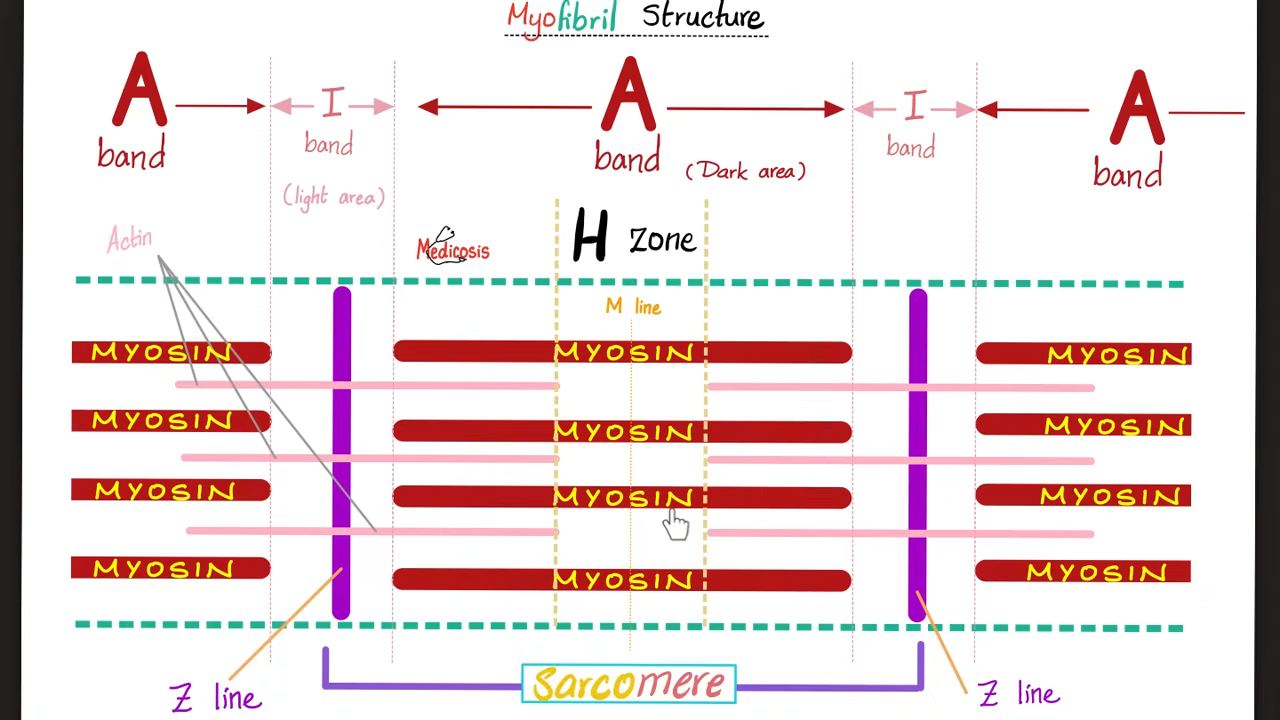 Myofibril Structure
A I A I A
band band band band band
(Dark area)
(light area)
Actin
Medicosis
H zone
M line
MYOSIN MYOSIN MYOSIN
MYOSIN MYOSIN MYOSIN
MYOSIN MYOSIN MYOSIN
MYOSIN MYOSIN MYOSIN
Sarcomere
Z line Z line